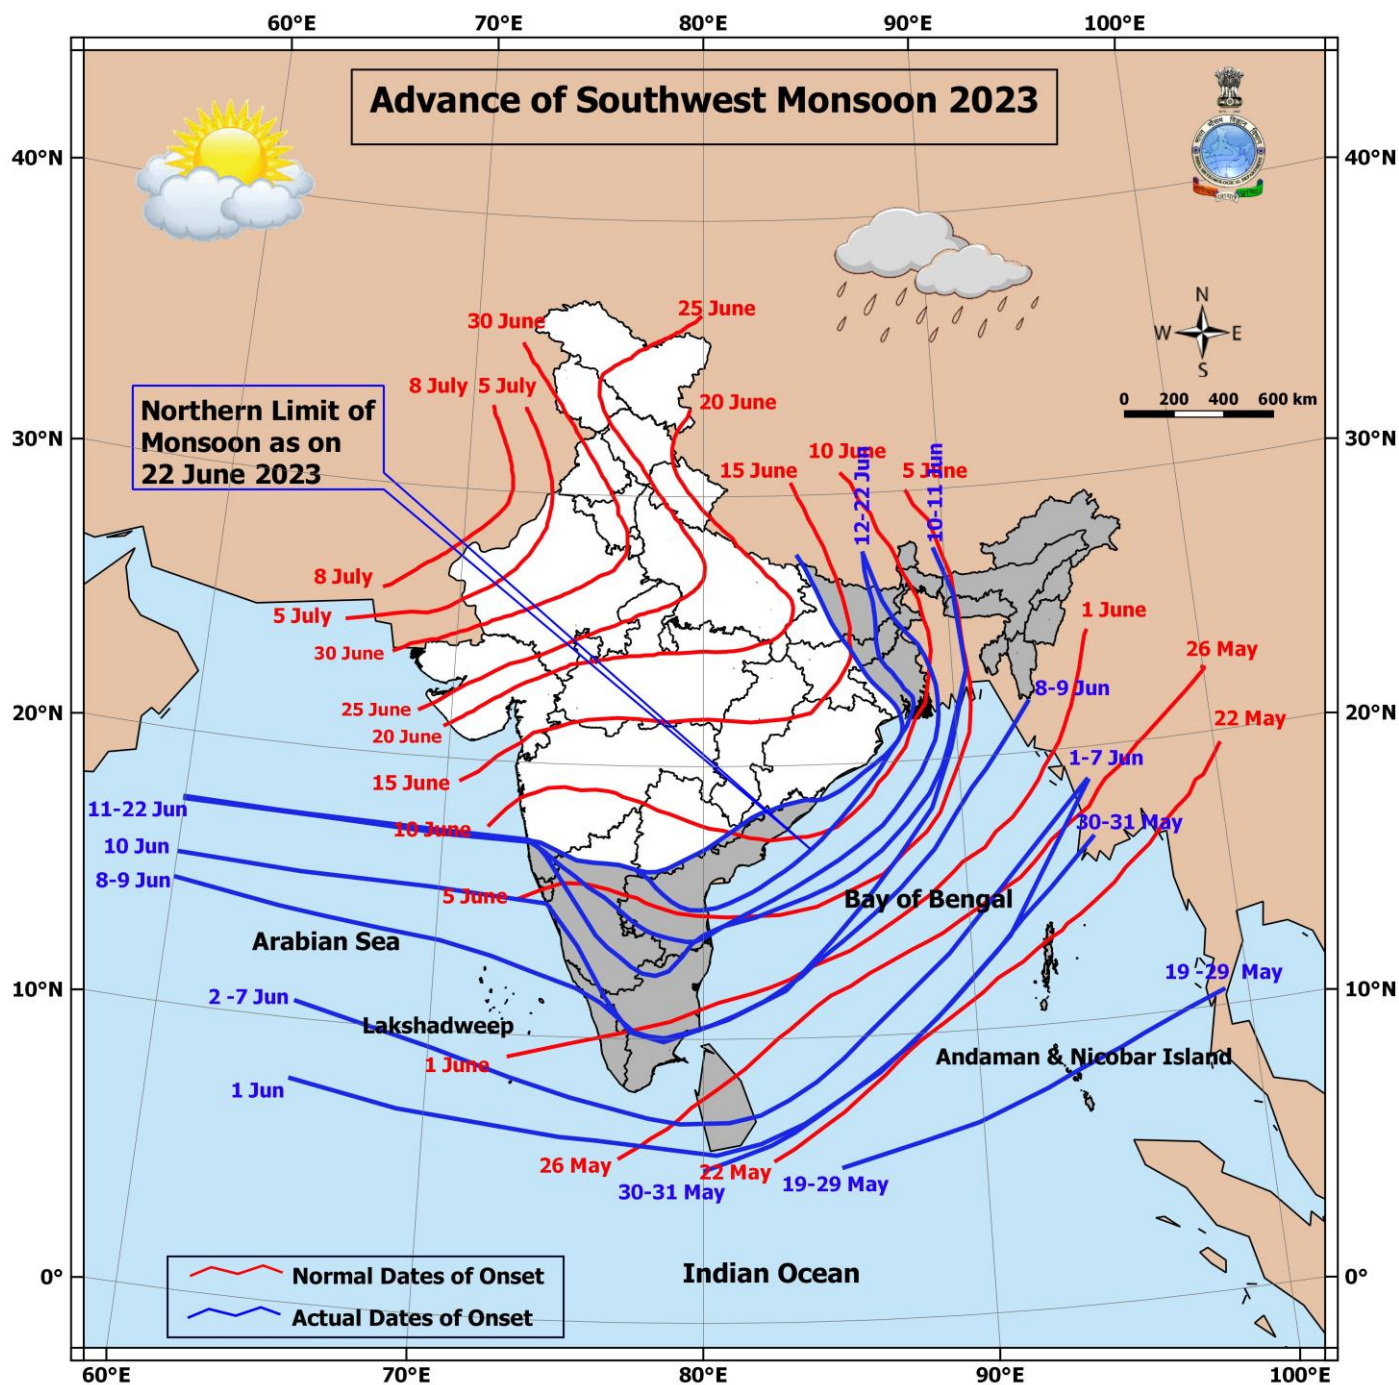 60°E 70°E 80°E 90°E 100°E
Advance of Southwest Monsoon 2023
40°N 40°N
N
W E
S
0 200 400 600 km
30 June 25 June
8 July 5 July 20 June
Northern Limit of
Monsoon as on
22 June 2023
30°N 30°N
15 June 10 June 5 June
12-22 Jun 10-11 Jun
8 July
5 July
30 June
1 June
26 May
8-9 Jun
25 June
20°N 20°N
22 May
20 June
1-7 Jun
15 June
11-22 Jun
10 June
30-31 May
10 Jun
8-9 Jun
5 June
Bay of Bengal
Arabian Sea
19 -29 May
10°N 10°N
2 -7 Jun
Lakshadweep
1 June
Andaman & Nicobar Island
1 Jun
26 May
22 May
19-29 May
30-31 May
Indian Ocean
0° 0°
Normal Dates of Onset
Actual Dates of Onset
60°E 70°E 80°E 90°E 100°E